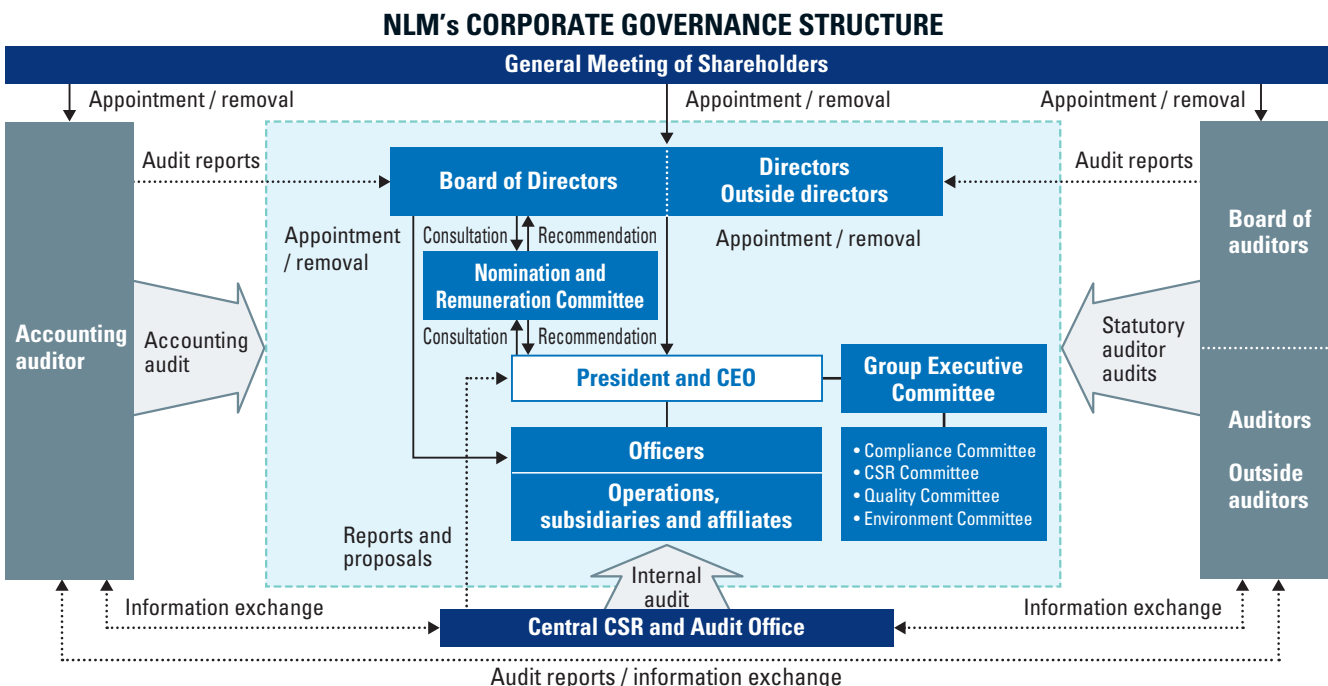 NLM's CORPORATE GOVERNANCE STRUCTURE
General Meeting of Shareholders
Appointment / removal
Appointment / removal
Appointment / removal
Audit reports
Board of Directors
Directors
Outside directors
Audit reports
Appointment
/ removal
Consultation
Recommendation
Appointment / removal
Board of
auditors
Nomination and
Remuneration Committee
Accounting
auditor
Accounting
audit
Consultation
Recommendation
Statutory
auditor
audits
President and CEO
Group Executive
Committee
Officers
Operations,
subsidiaries and affiliates
• Compliance Committee
• CSR Committee
• Quality Committee
• Environment Committee
Auditors
Outside
auditors
Reports and
proposals
Internal
audit
Information exchange
Central CSR and Audit Office
Information exchange
Audit reports / information exchange